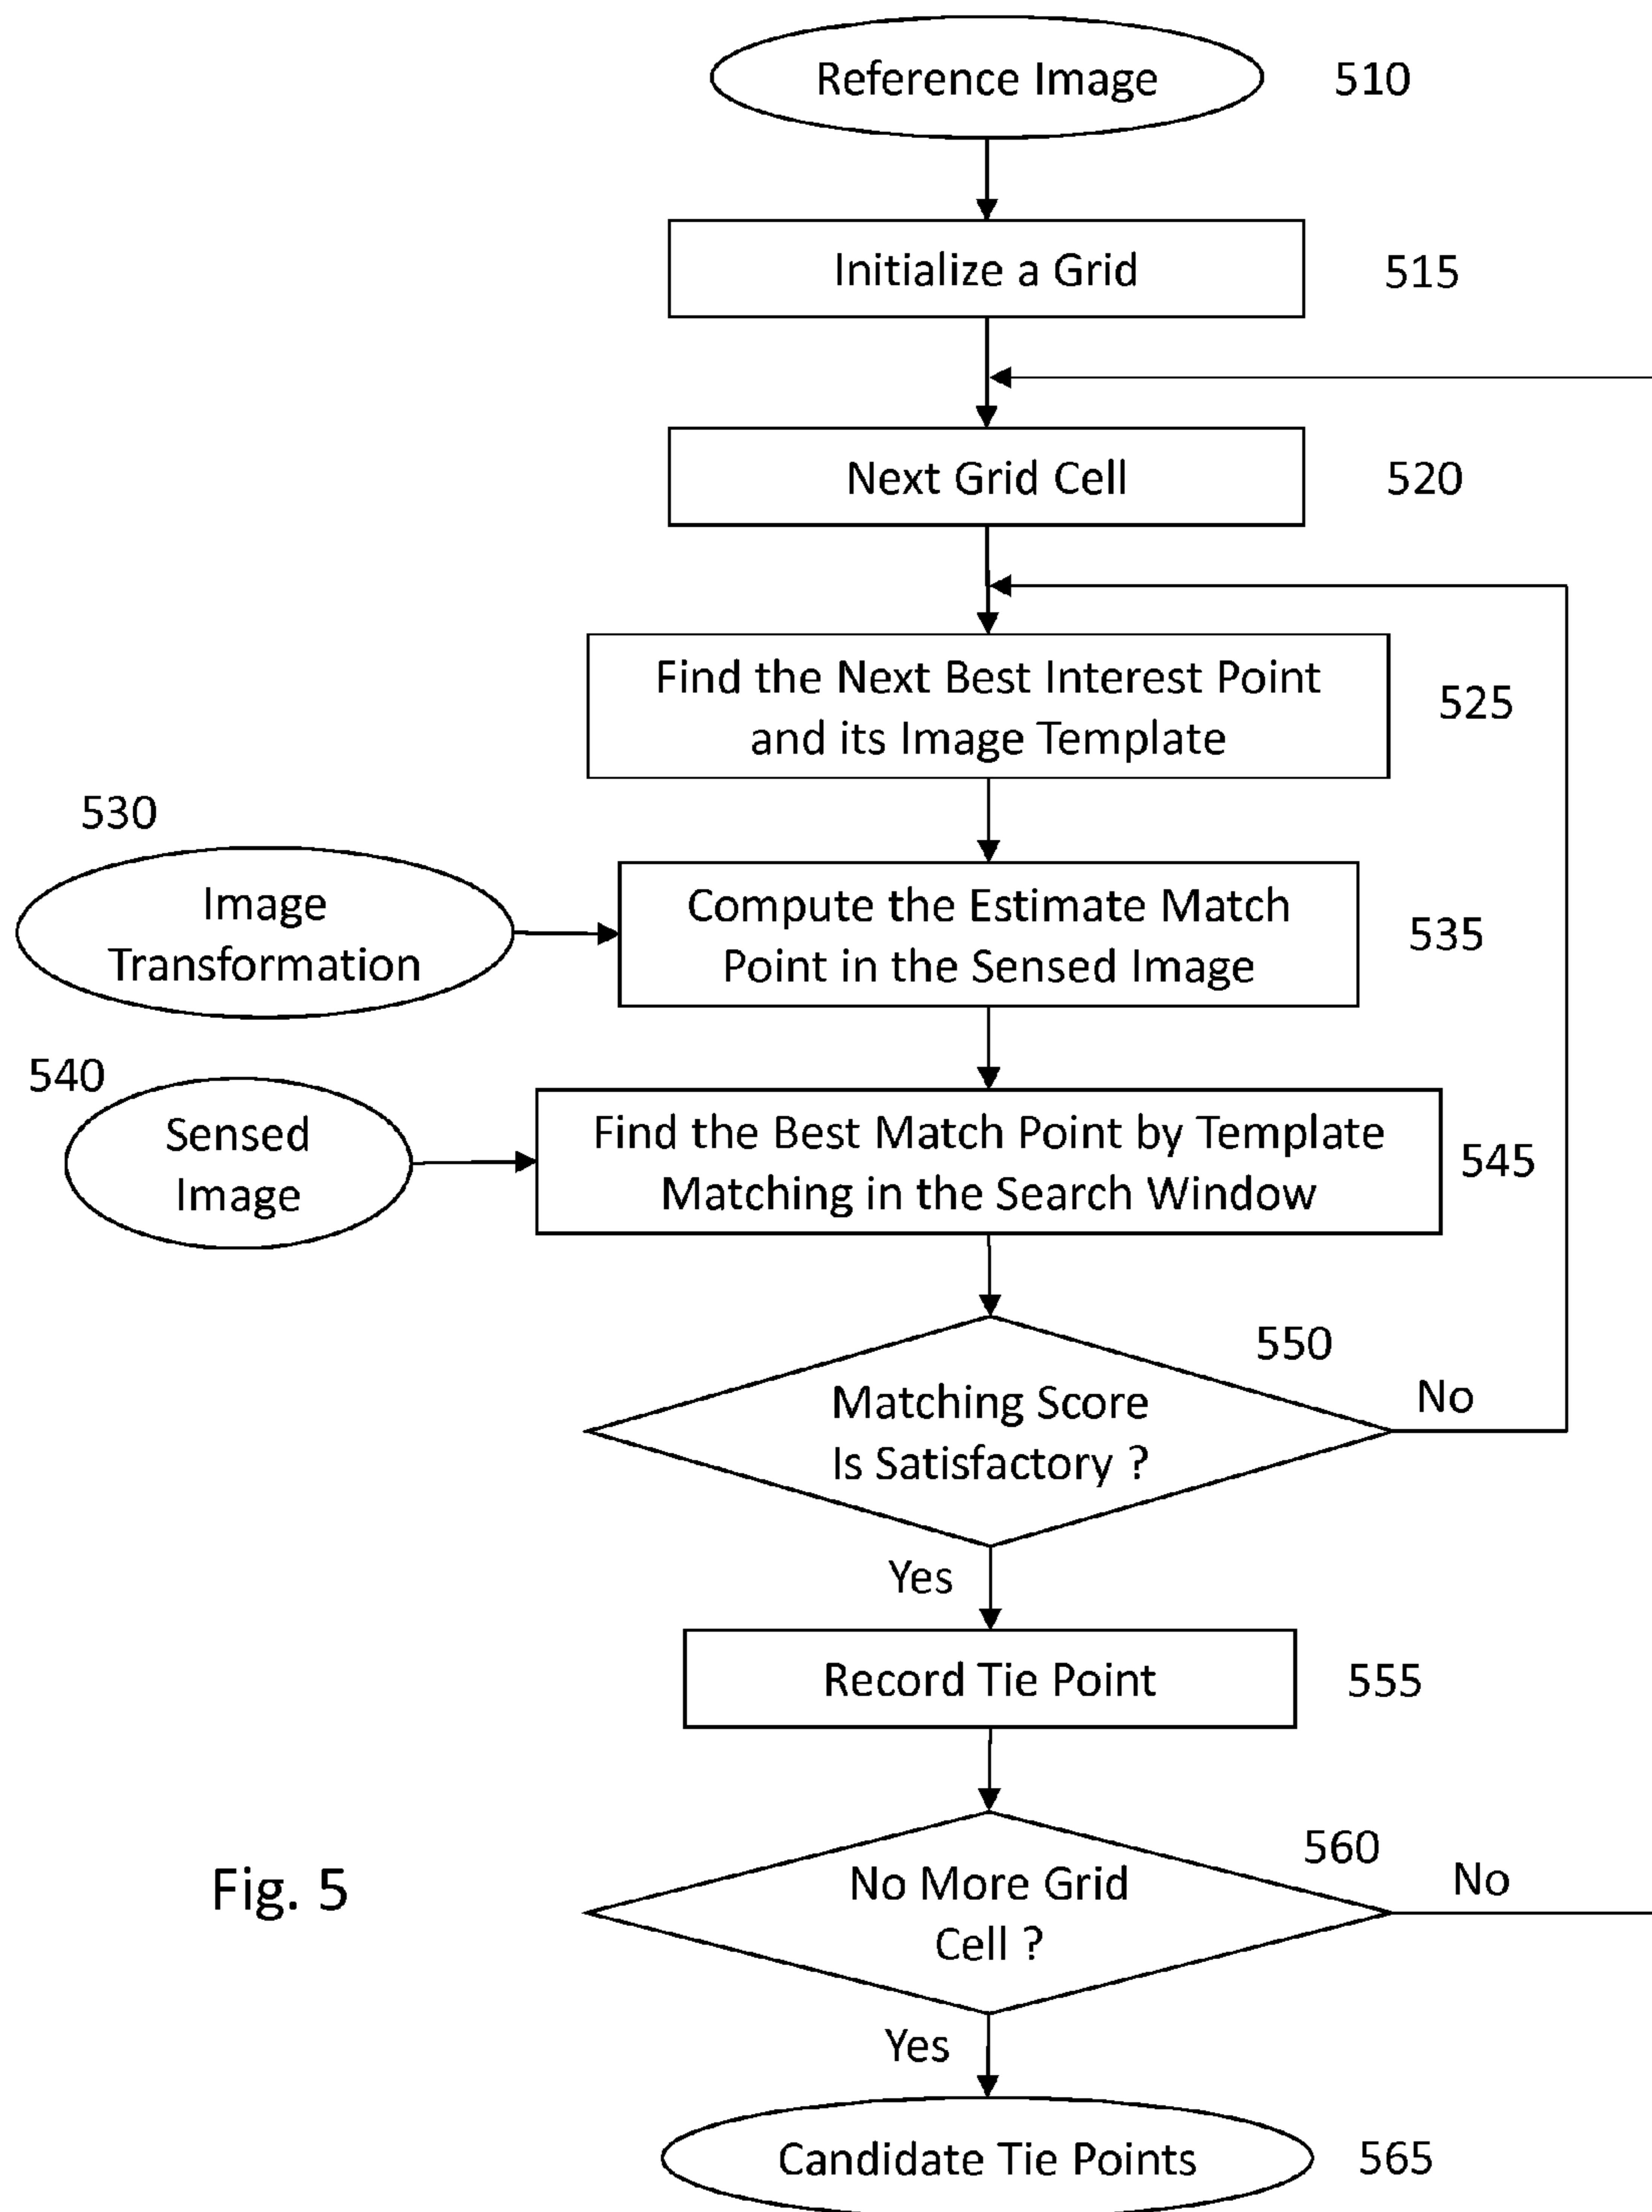 Reference Image
510
Initialize a Grid
515
Next Grid Cell
520
Find the Next Best Interest Point
and its Image Template
525
530
Image
Transformation
Compute the Estimate Match
Point in the Sensed Image
535
540
Sensed
Image
Find the Best Match Point by Template
Matching in the Search Window
545
550
Matching Score
Is Satisfactory ?
No
Yes
Record Tie Point
555
Fig. 5
560
No More Grid
Cell ?
No
Yes
Candidate Tie Points
565